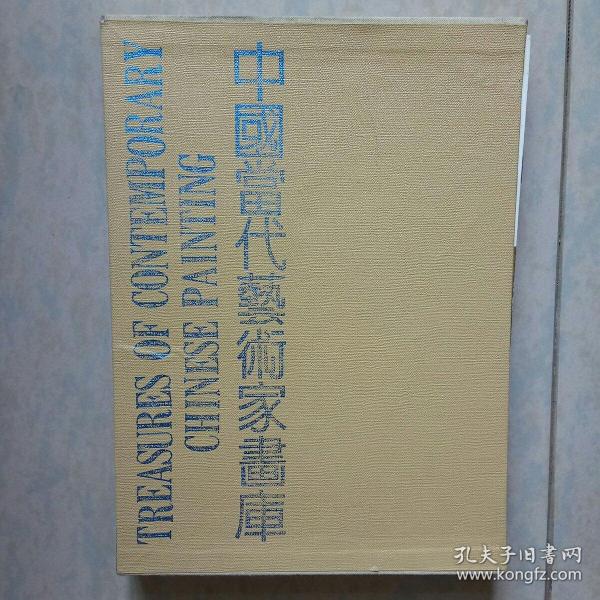 TREASURES OF CONTEMPORARY
CHINESE PAINTING
中國當代藝術家畫庫
孔夫子旧書网
www.kongfz.com